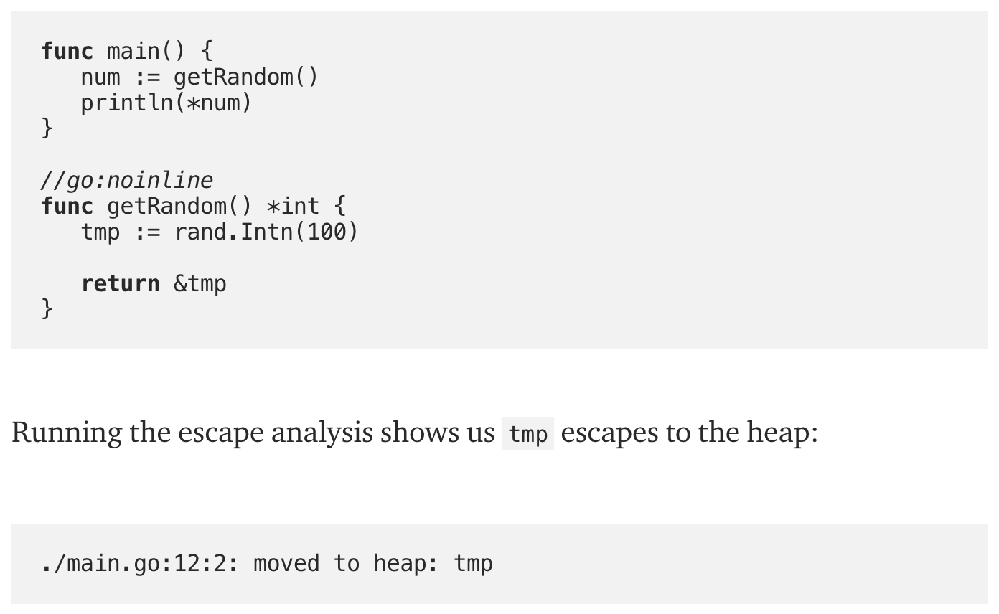 func main() {
   num := getRandom()
   println(*num)
}

//go:noinline
func getRandom() *int {
   tmp := rand.Intn(100)

   return &tmp
}
Running the escape analysis shows us tmp escapes to the heap:
./main.go:12:2: moved to heap: tmp